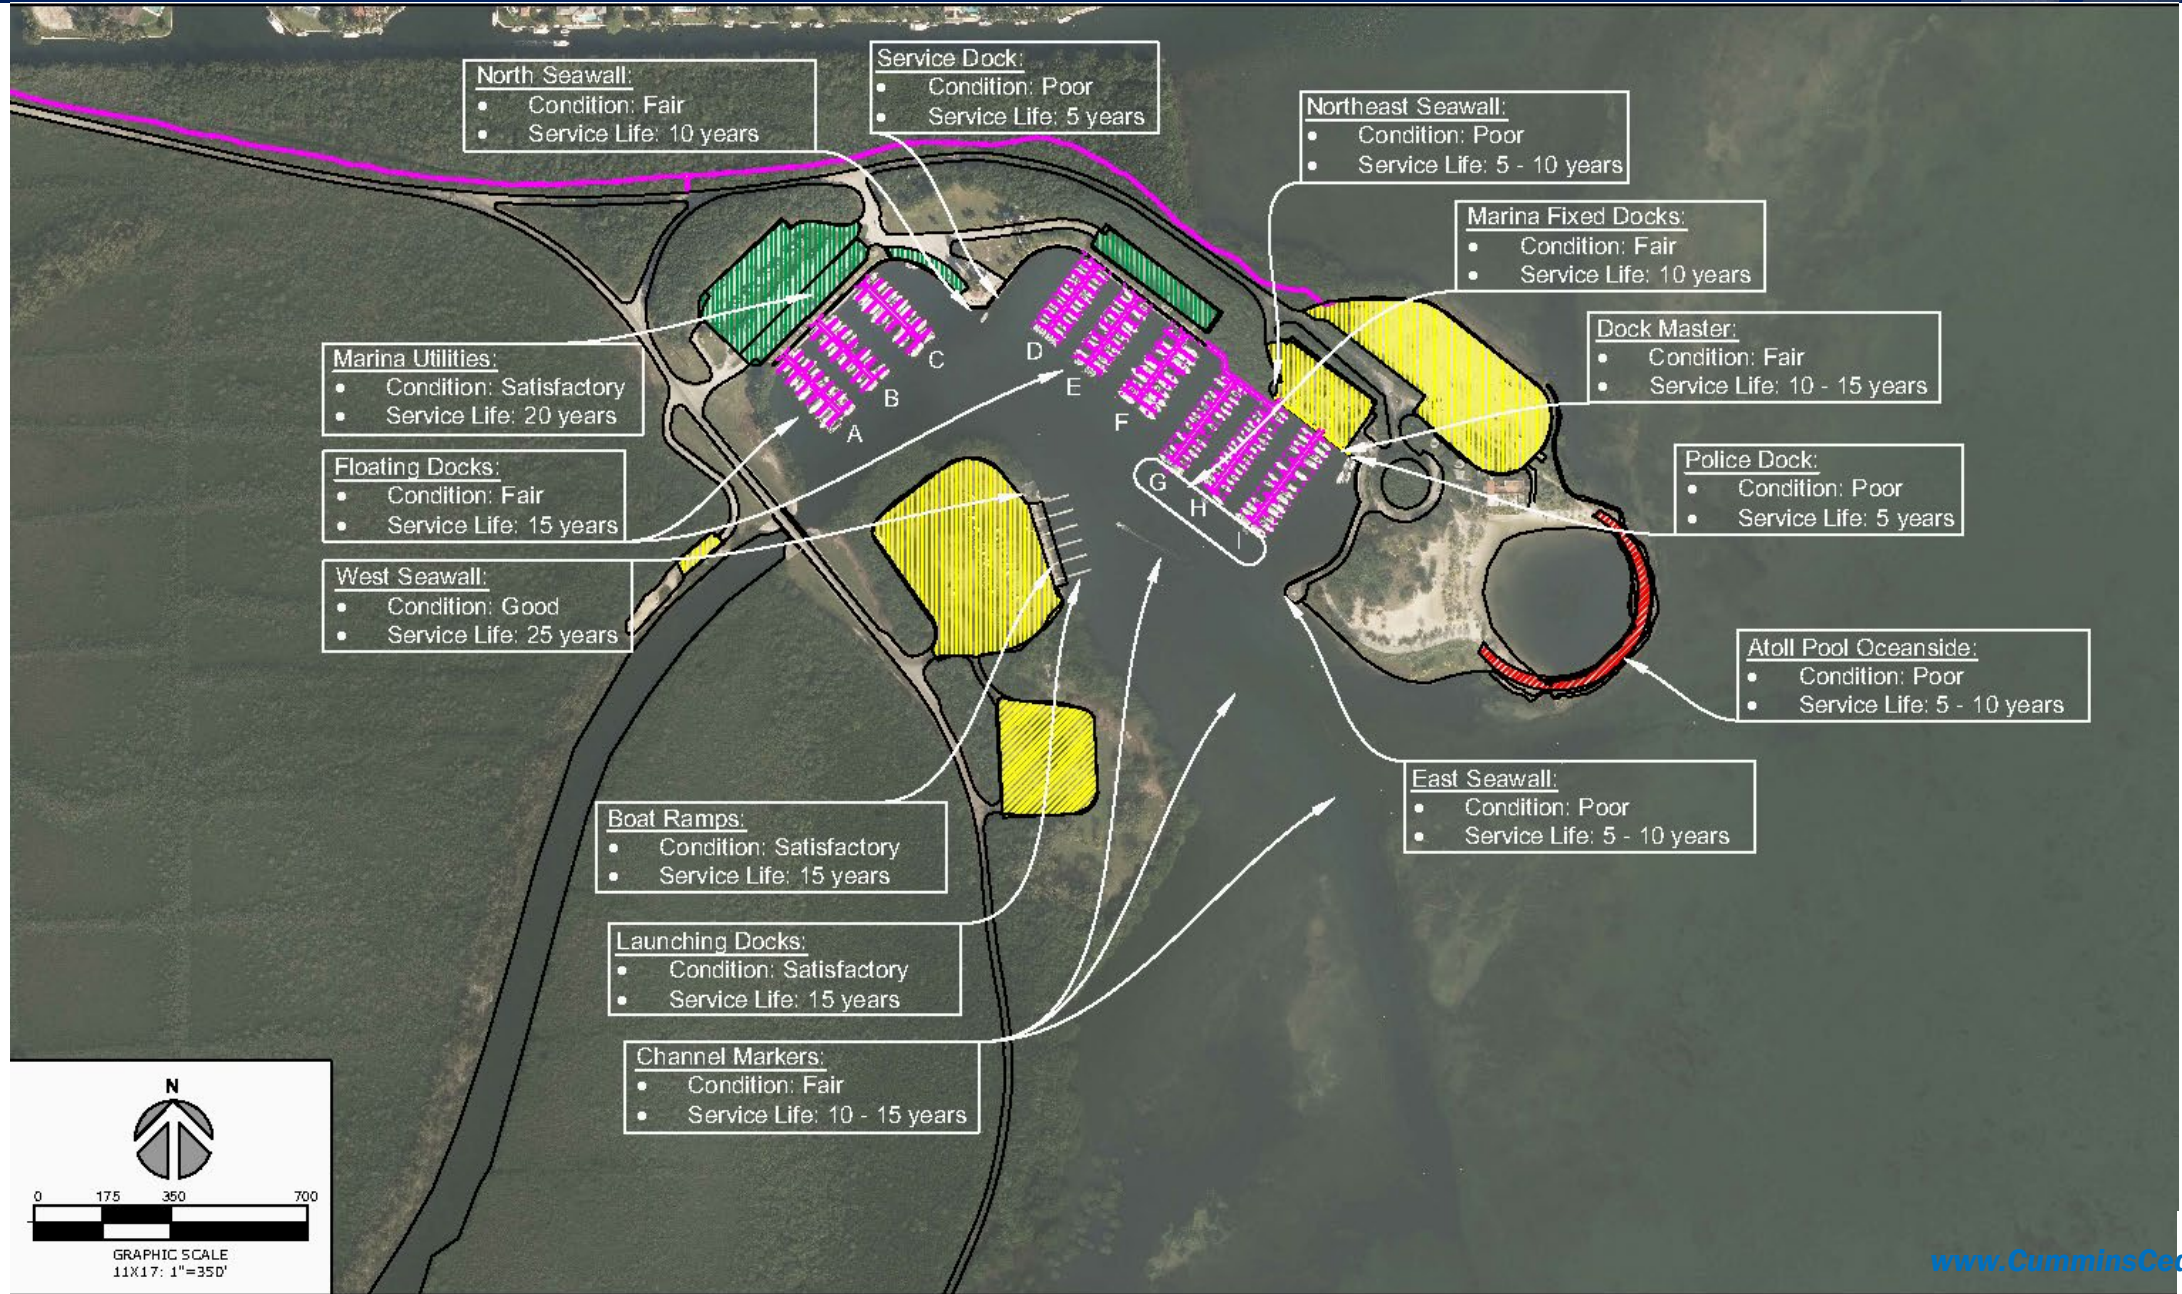 North Seawall:
• Condition: Fair
• Service Life: 10 years
Service Dock:
• Condition: Poor
• Service Life: 5 years
Northeast Seawall:
• Condition: Poor
• Service Life: 5 - 10 years
Marina Fixed Docks:
• Condition: Fair
• Service Life: 10 years
Dock Master:
• Condition: Fair
• Service Life: 10 - 15 years
Marina Utilities:
• Condition: Satisfactory
• Service Life: 20 years
Floating Docks:
• Condition: Fair
• Service Life: 15 years
West Seawall:
• Condition: Good
• Service Life: 25 years
A
B
C
D
E
F
G
H
I
Police Dock:
• Condition: Poor
• Service Life: 5 years
Atoll Pool Oceanside:
• Condition: Poor
• Service Life: 5 - 10 years
East Seawall:
• Condition: Poor
• Service Life: 5 - 10 years
Boat Ramps:
• Condition: Satisfactory
• Service Life: 15 years
Launching Docks:
• Condition: Satisfactory
• Service Life: 15 years
Channel Markers:
• Condition: Fair
• Service Life: 10 - 15 years
N
0 175 350 700
GRAPHIC SCALE
11X17: 1"=350'
www.CumminsCed